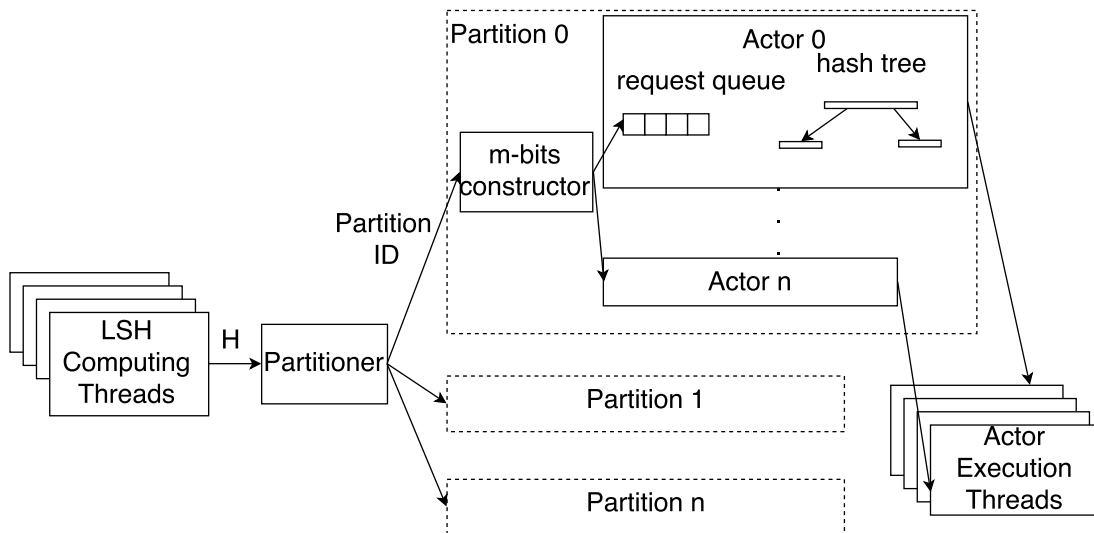 Partition 0
Actor 0
hash tree
request queue
m-bits
constructor
Partition
ID
.
.
.
Actor n
LSH
Computing
Threads
H
Partitioner
Partition 1
Partition n
Actor
Execution
Threads